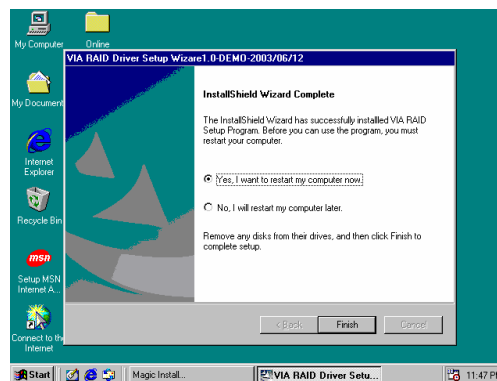 My Computer
Online
VIA RAID Driver Setup Wizare1.0-DEMO-2003/06/12
InstallShield Wizard Complete
The InstallShield Wizard has successfully installled VIA RAID
Setup Program. Before you can use the program, you must
restart your computer.
My Document
Internet
Explorer
Yes, I want to restart my computer now.
No, I will restart my computer later.
Recycle Bin
Remove any disks from their drives, and then click Finish to
complete setup.
msn
Setup MSN
Internet A...
< Back
Finish
Cancel
Connect to th
Internet
Start
Magic Install...
VIA RAID Driver Setu...
11:47 P